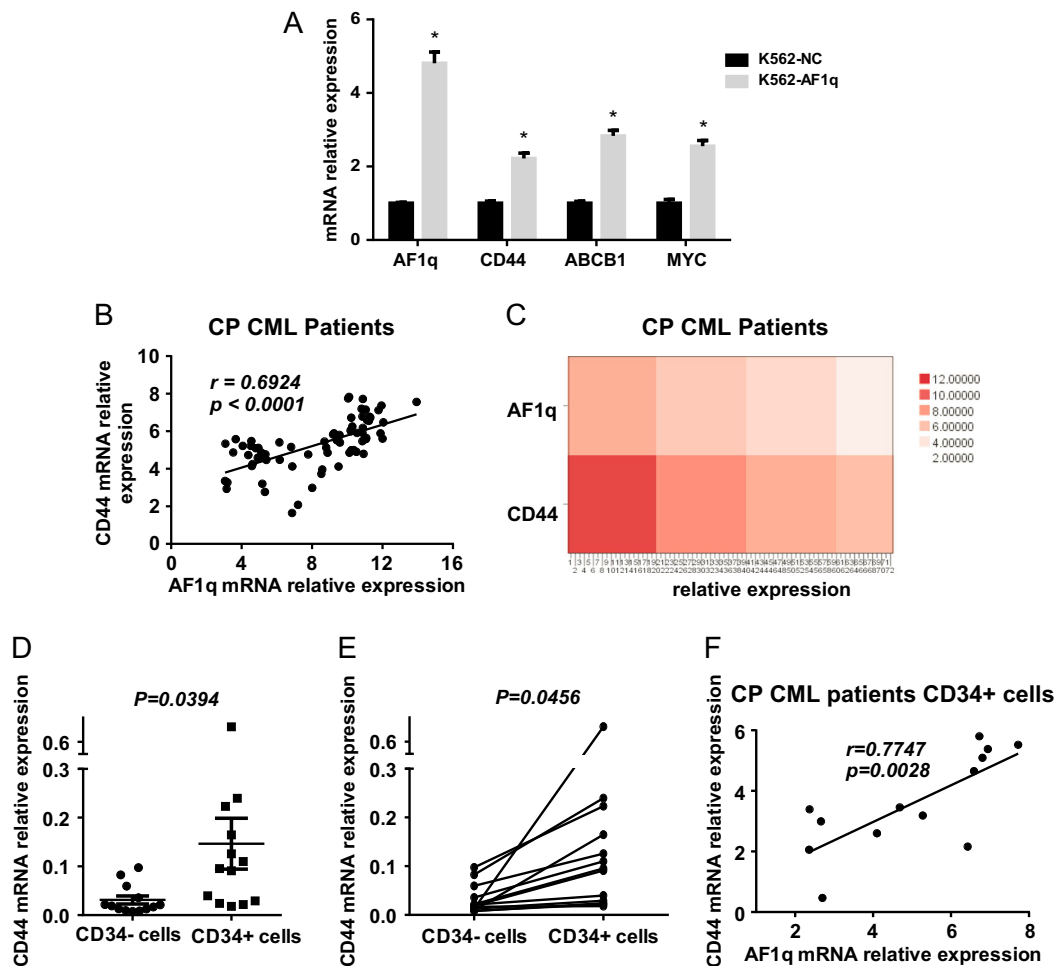 A
mRNA relative expression
6
4
2
0
*
*
*
*
K562-NC
K562-AF1q
AF1q CD44 ABCB1 MYC
B
CP CML Patients
CD44 mRNA relative
expression
10
8
6
4
2
0
r = 0.6924
p < 0.0001
0 4 8 12 16
AF1q mRNA relative expression
C
CP CML Patients
AF1q
CD44
12.00000
10.00000
8.00000
6.00000
4.00000
2.00000
relative expression
D
CD44 mRNA relative expression
P=0.0394
0.6
0.3
0.2
0.1
0.0
CD34- cells CD34+ cells
E
CD44 mRNA relative expression
P=0.0456
0.6
0.3
0.2
0.1
0.0
CD34- cells CD34+ cells
F
CP CML patients CD34+ cells
CD44 mRNA relative expression
6
4
2
0
r=0.7747
p=0.0028
2 4 6 8
AF1q mRNA relative expression